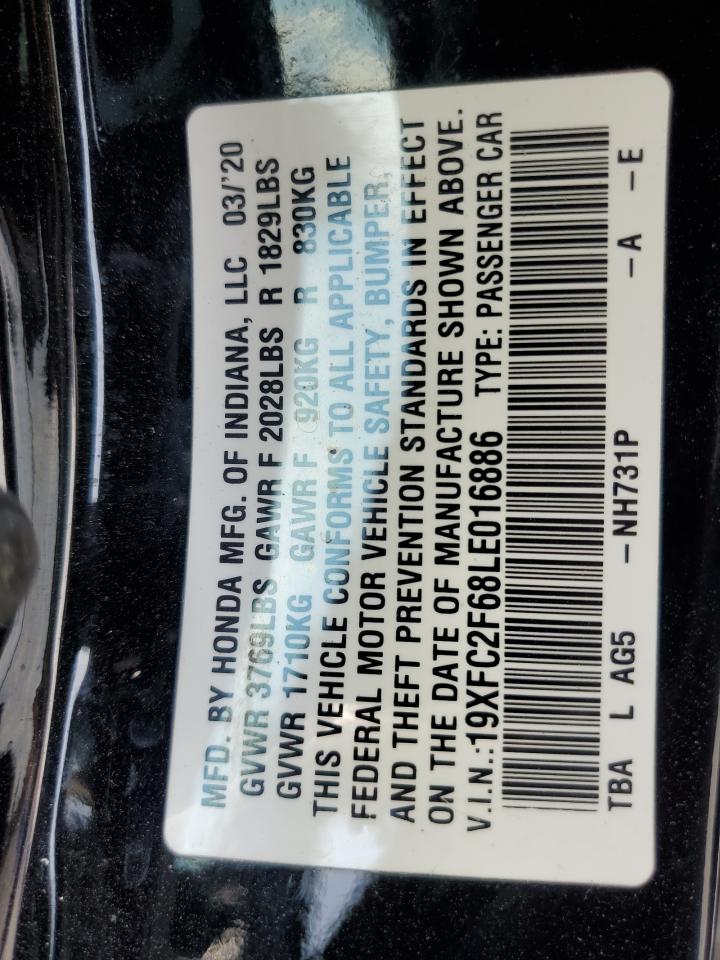 MFD. BY HONDA MFG. OF INDIANA, LLC 03/'20
GVWR 3769LBS GAWR F 2028LBS R 1829LBS
GVWR 1710KG GAWR F 920KG R 830KG
THIS VEHICLE CONFORMS TO ALL APPLICABLE
FEDERAL MOTOR VEHICLE SAFETY, BUMPER,
AND THEFT PREVENTION STANDARDS IN EFFECT
ON THE DATE OF MANUFACTURE SHOWN ABOVE.
V.I.N.:19XFC2F68LE016886 TYPE: PASSENGER CAR
TBA L AG5 -NH731P -A -E